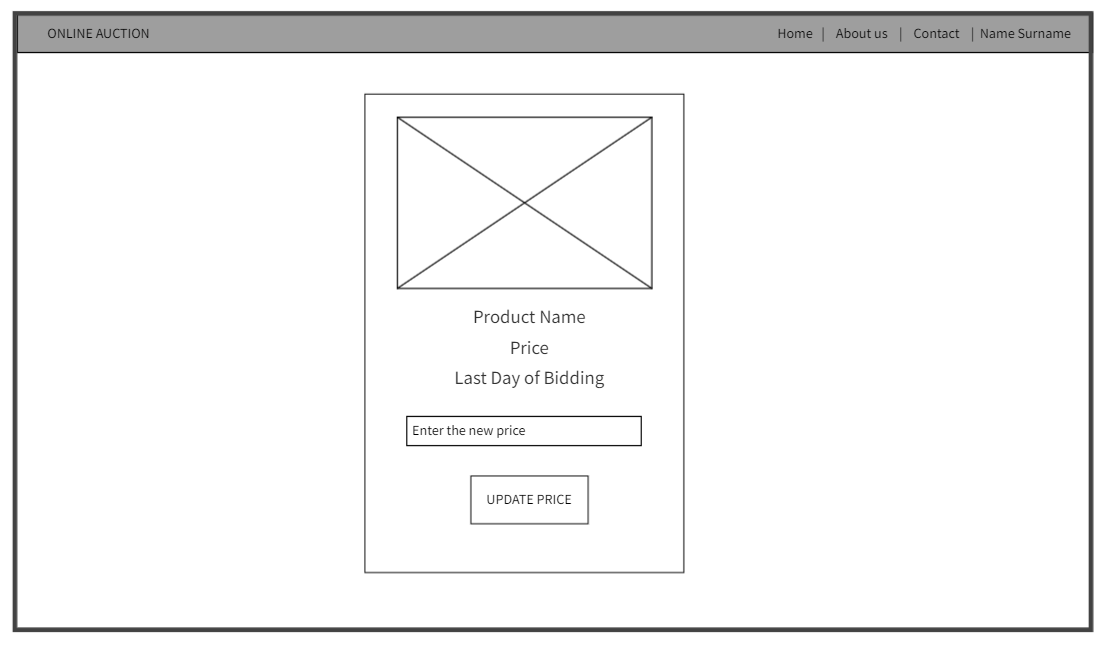 ONLINE AUCTION Home | About us | Contact | Name Surname
Product Name
Price
Last Day of Bidding
Enter the new price
UPDATE PRICE